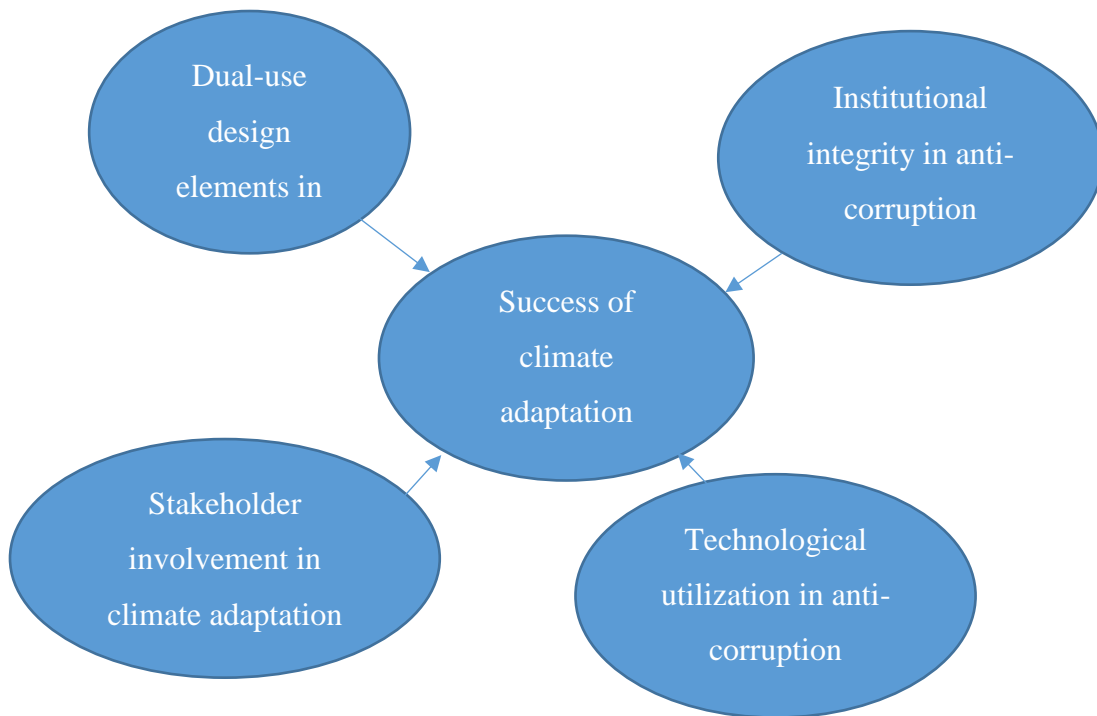 Dual-use
design
elements in
Institutional
integrity in anti-
corruption
Success of
climate
adaptation
Stakeholder
involvement in
climate adaptation
Technological
utilization in anti-
corruption